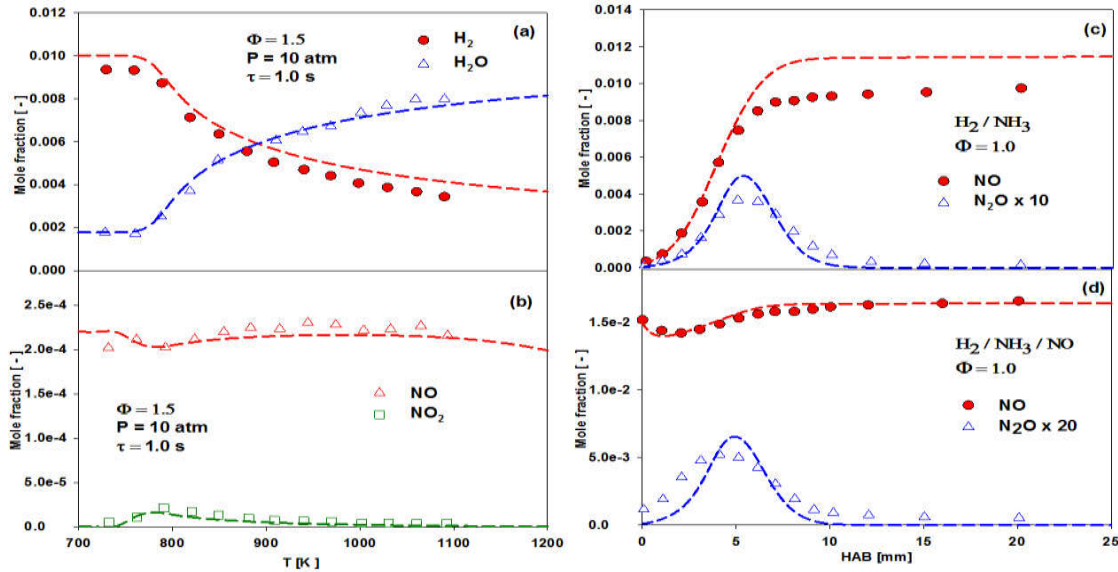 0.014
0.012
0.010
0.008
0.006
0.004
0.002
0.000
Mole fraction [ - ]
(a)
Φ = 1.5
P = 10 atm
τ = 1.0 s
H₂
H₂O
2.5e-4
2.0e-4
1.5e-4
1.0e-4
5.0e-5
0.0
Mole fraction [ - ]
(b)
Φ = 1.5
P = 10 atm
τ = 1.0 s
NO
NO₂
700 800 900 1000 1100 1200
T [K ]
0.014
0.012
0.010
0.008
0.006
0.004
0.002
0.000
Mole fraction [ - ]
(c)
H₂ / NH₃
Φ = 1.0
NO
N₂O x 10
1.5e-2
1.0e-2
5.0e-3
0.0
Mole fraction [ - ]
(d)
H₂ / NH₃ / NO
Φ = 1.0
NO
N2O x 20
0 5 10 15 20 25
HAB [mm]